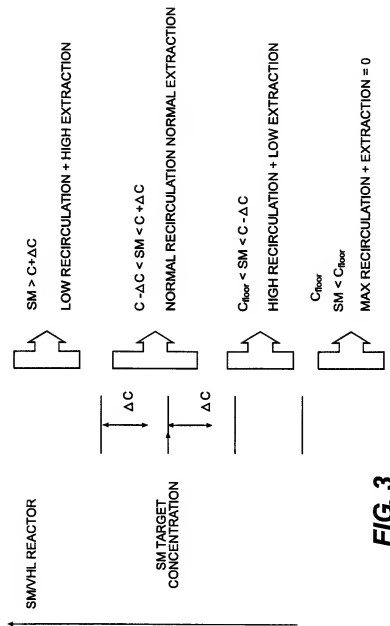 SM/VHL REACTOR
SM > C+ΔC
LOW RECIRCULATION + HIGH EXTRACTION
ΔC
C -ΔC < SM < C +ΔC
NORMAL RECIRCULATION NORMAL EXTRACTION
SM TARGET
CONCENTRATION
ΔC
Cfloor < SM < C -ΔC
HIGH RECIRCULATION + LOW EXTRACTION
Cfloor
SM < Cfloor
MAX RECIRCULATION + EXTRACTION = 0
FIG. 3